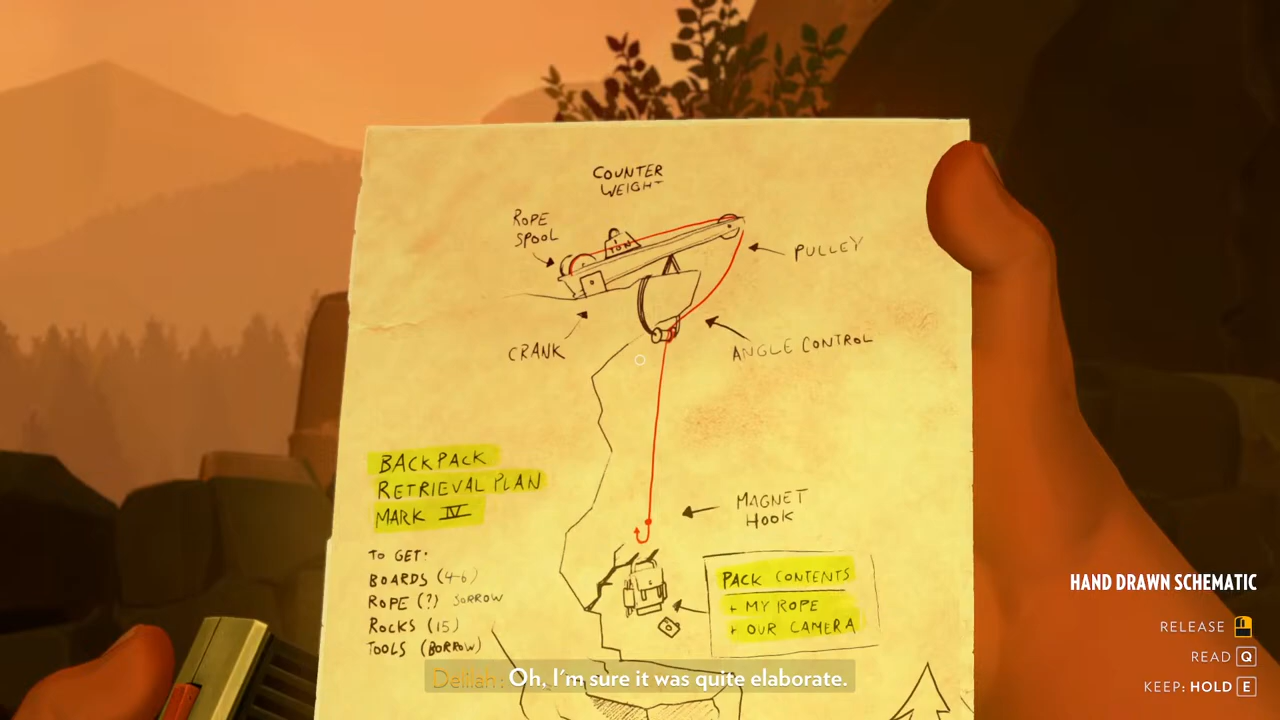 COUNTER
WEIGHT
ROPE
SPOOL
TON
PULLEY
CRANK
ANGLE CONTROL
BACKPACK
RETRIEVAL PLAN
MARK IV
MAGNET
HOOK
TO GET:
BOARDS (4-6)
ROPE (?) BORROW
ROCKS (15)
TOOLS (BORROW)
PACK CONTENTS
+ MY ROPE
+ OUR CAMERA
HAND DRAWN SCHEMATIC
RELEASE
READ Q
KEEP: HOLD E
Delilah: Oh, I'm sure it was quite elaborate.